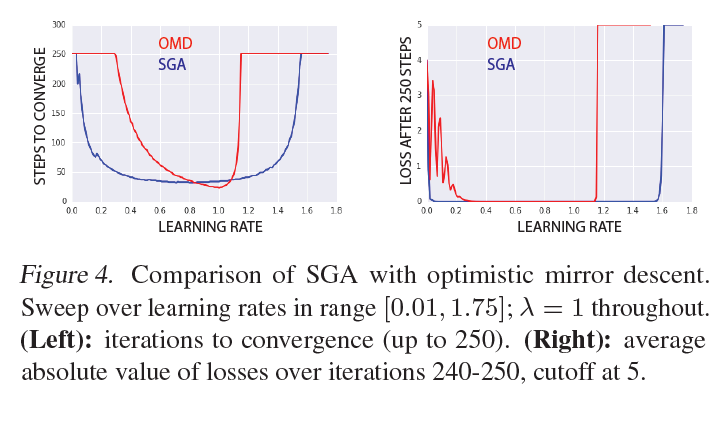 300
250
200
150
100
50
0
STEPS TO CONVERGE
OMD
SGA
0.0 0.2 0.4 0.6 0.8 1.0 1.2 1.4 1.6 1.8
LEARNING RATE
5
4
3
2
1
0
LOSS AFTER 250 STEPS
OMD
SGA
0.0 0.2 0.4 0.6 0.8 1.0 1.2 1.4 1.6 1.8
LEARNING RATE
Figure 4. Comparison of SGA with optimistic mirror descent.
Sweep over learning rates in range [0.01, 1.75]; λ = 1 throughout.
(Left): iterations to convergence (up to 250). (Right): average
absolute value of losses over iterations 240-250, cutoff at 5.